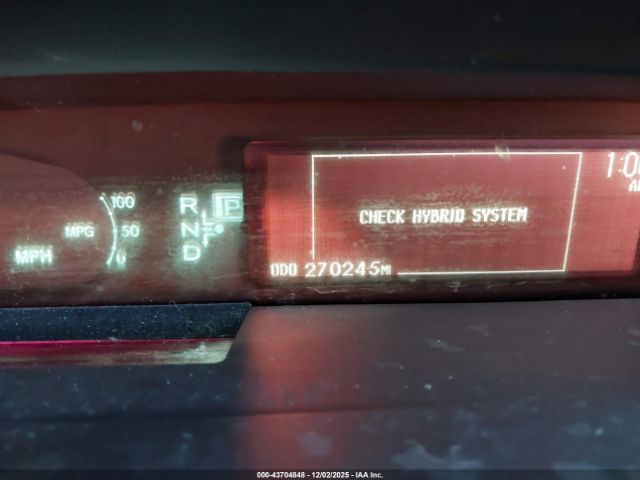 1:0
100
R P
CHECK HYBRID SYSTEM
MPG 50 N
MPH 0 D
ODO 270245MI
000-43704848 - 12/02/2025 - IAA Inc.